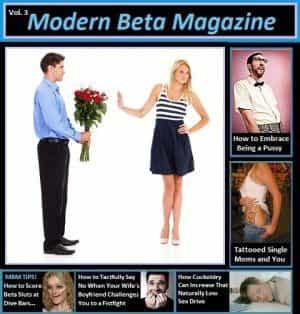 Vol. 3
Modern Beta Magazine
How to Embrace
Being a Pussy
Tattooed Single
Moms and You
MBM TIPS!
How to Score
Beta Sluts at
Dive Bars...
How to Tactfully Say
No When Your Wife's
Boyfriend Challenges
You to a Fistfight
How Cuckoldry
Can Increase That
Naturally Low
Sex Drive